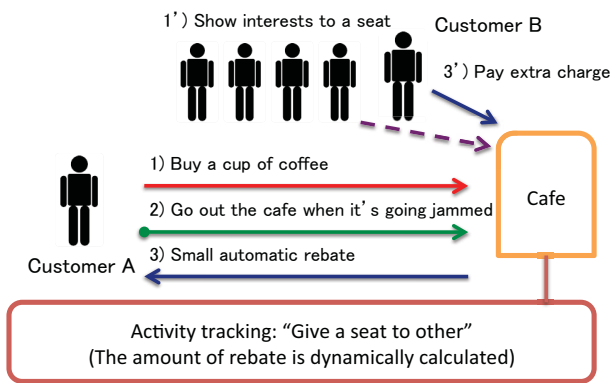 1’) Show interests to a seat
Customer B
3’) Pay extra charge
1) Buy a cup of coffee
Cafe
2) Go out the cafe when it’s going jammed
3) Small automatic rebate
Customer A
Activity tracking: “Give a seat to other”
(The amount of rebate is dynamically calculated)